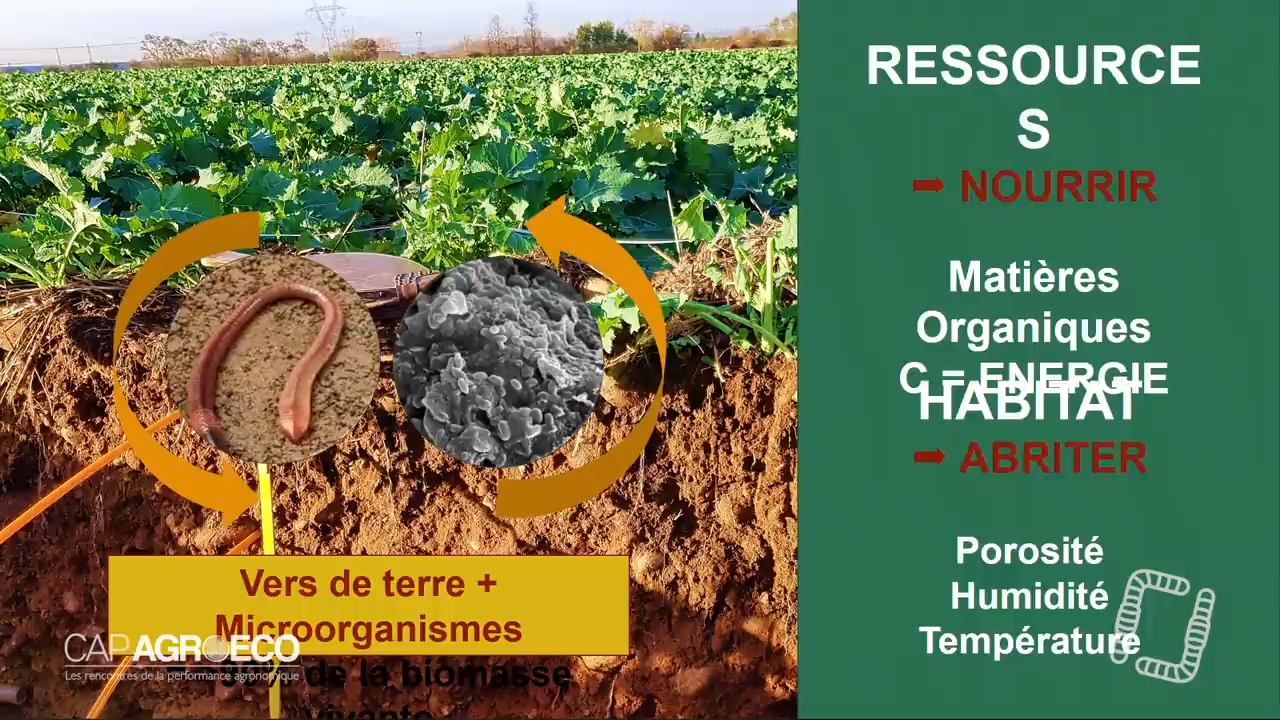 RESSOURCE
S
➡ NOURRIR
Matières
Organiques
C = ENERGIE
HABITAT
➡ ABRITER
Porosité
Humidité
Température
Vers de terre +
Microorganismes
de la biomasse
vivante
CAPAGROECO
Les rencontres de la performance agronomique